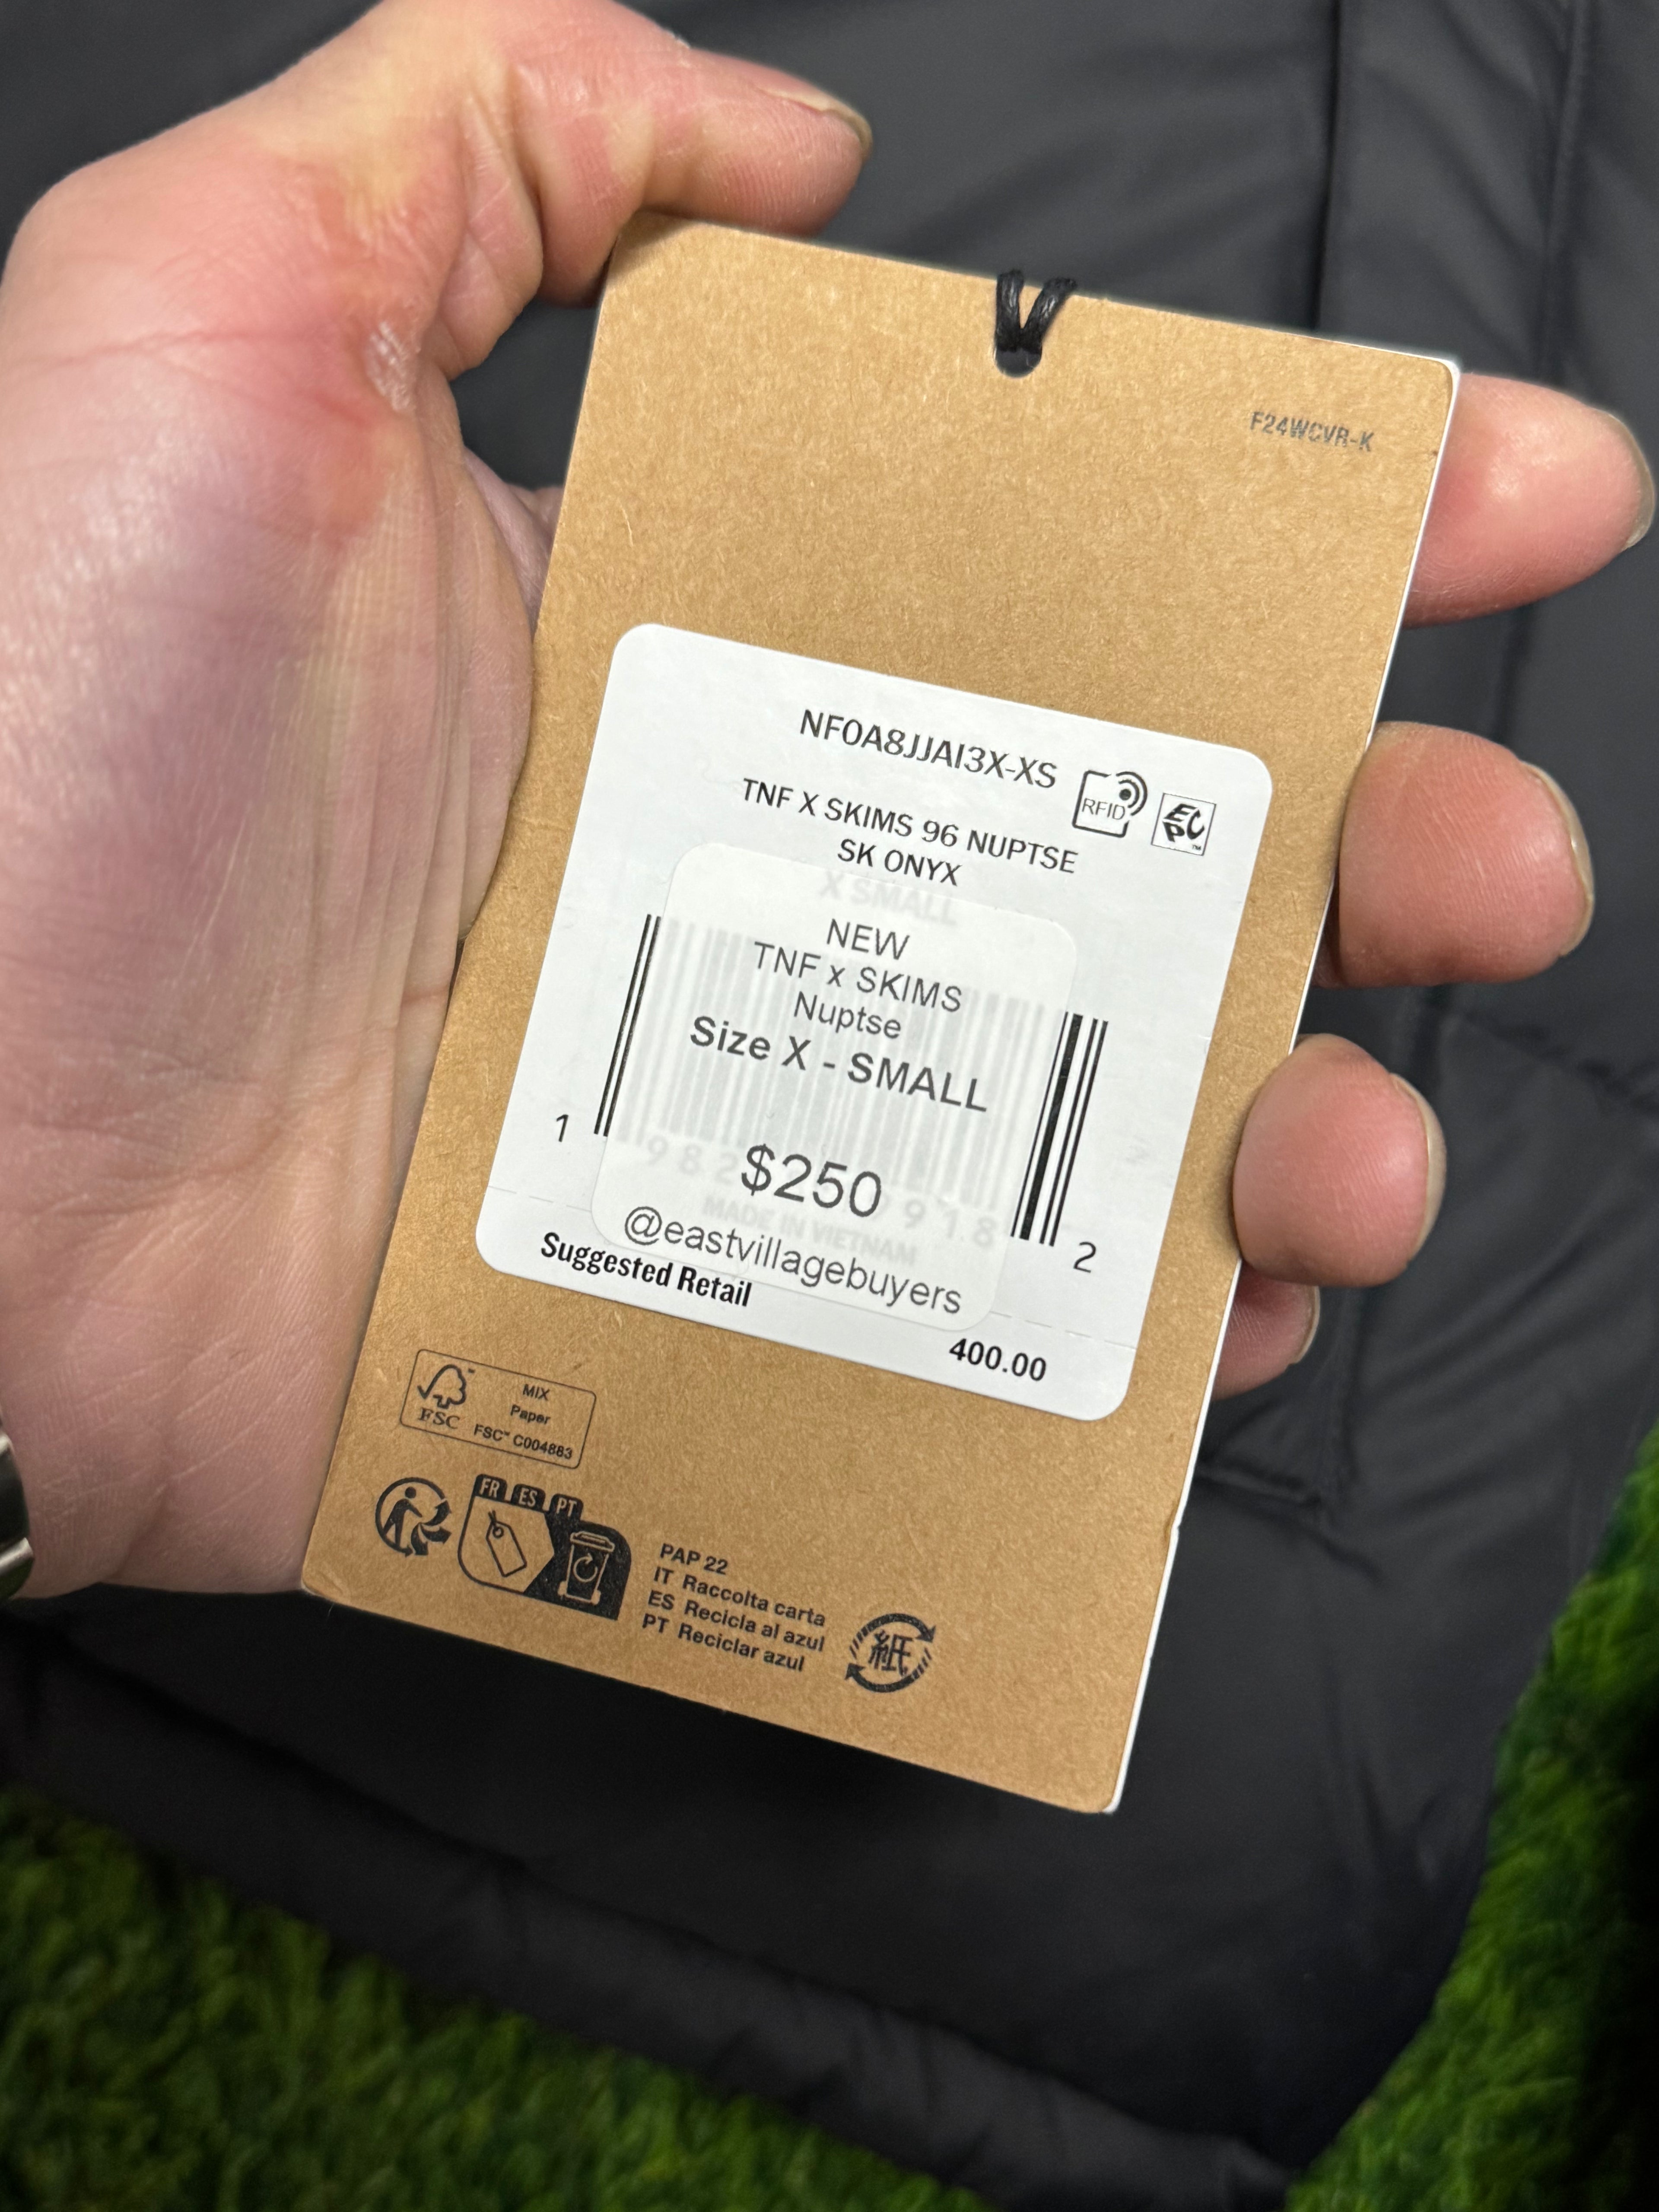 F24WCVR-K
NF0A8JJAI3X-XS
RFID
EPC
TNF X SKIMS 96 NUPTSE
SK ONYX
X SMALL
NEW
TNF x SKIMS
Nuptse
Size X - SMALL
$250
@eastvillagebuyers
1
2
MADE IN VIETNAM
Suggested Retail
400.00
FSC
MIX
Paper
FSC™ C004883
FR ES PT
PAP 22
IT Raccolta carta
ES Recicla al azul
PT Reciclar azul
紙